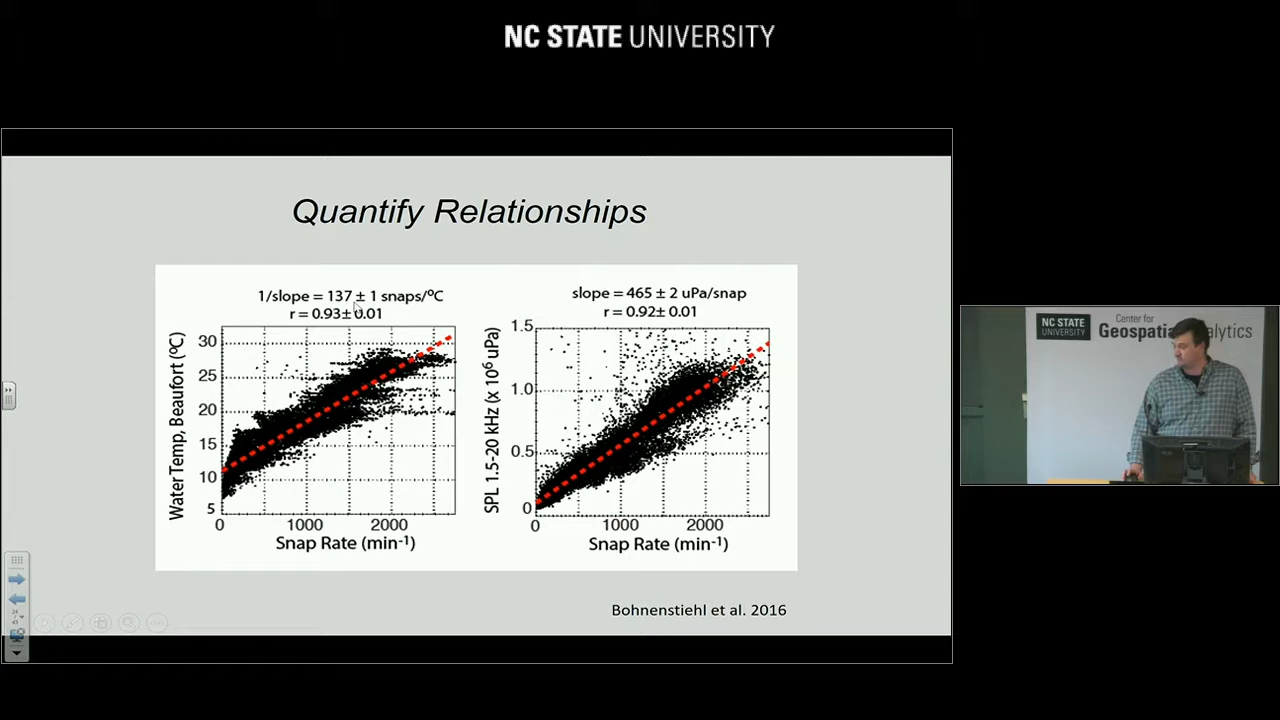 NC STATE UNIVERSITY
Quantify Relationships
1/slope = 137 ± 1 snaps/ºC
r = 0.93± 0.01
Water Temp, Beaufort (ºC)
30
25
20
15
10
5
0
1000
2000
Snap Rate (min-1)
slope = 465 ± 2 uPa/snap
r = 0.92± 0.01
SPL 1.5-20 kHz (x 10⁶ uPa)
1.5
1.0
0.5
0
0
1000
2000
Snap Rate (min-1)
Bohnenstiehl et al. 2016
NC STATE
UNIVERSITY
Center for
Geospatial Analytics